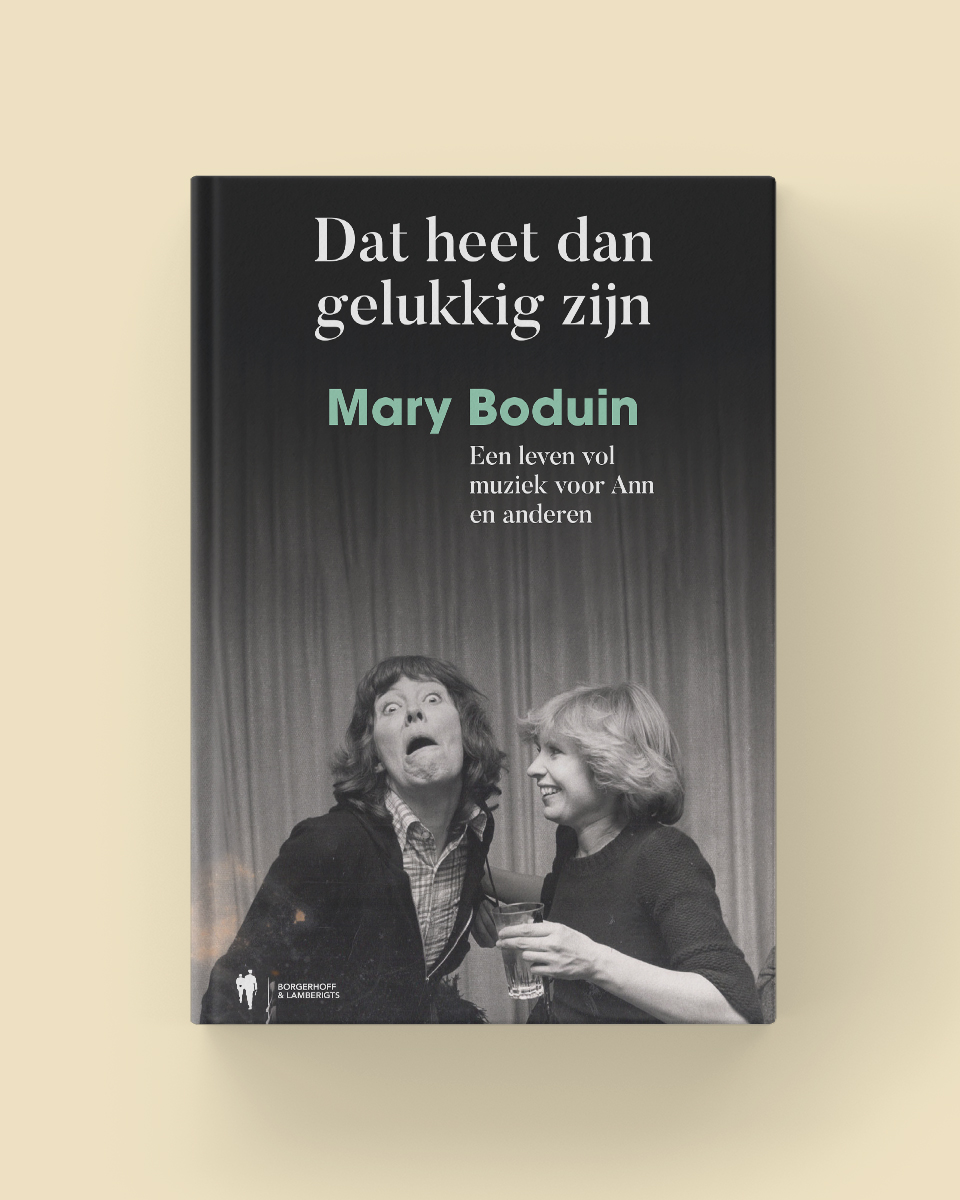 Dat heet dan
gelukkig zijn
Mary Boduin
Een leven vol
muziek voor Ann
en anderen
BORGERHOFF
& LAMBERIGTS